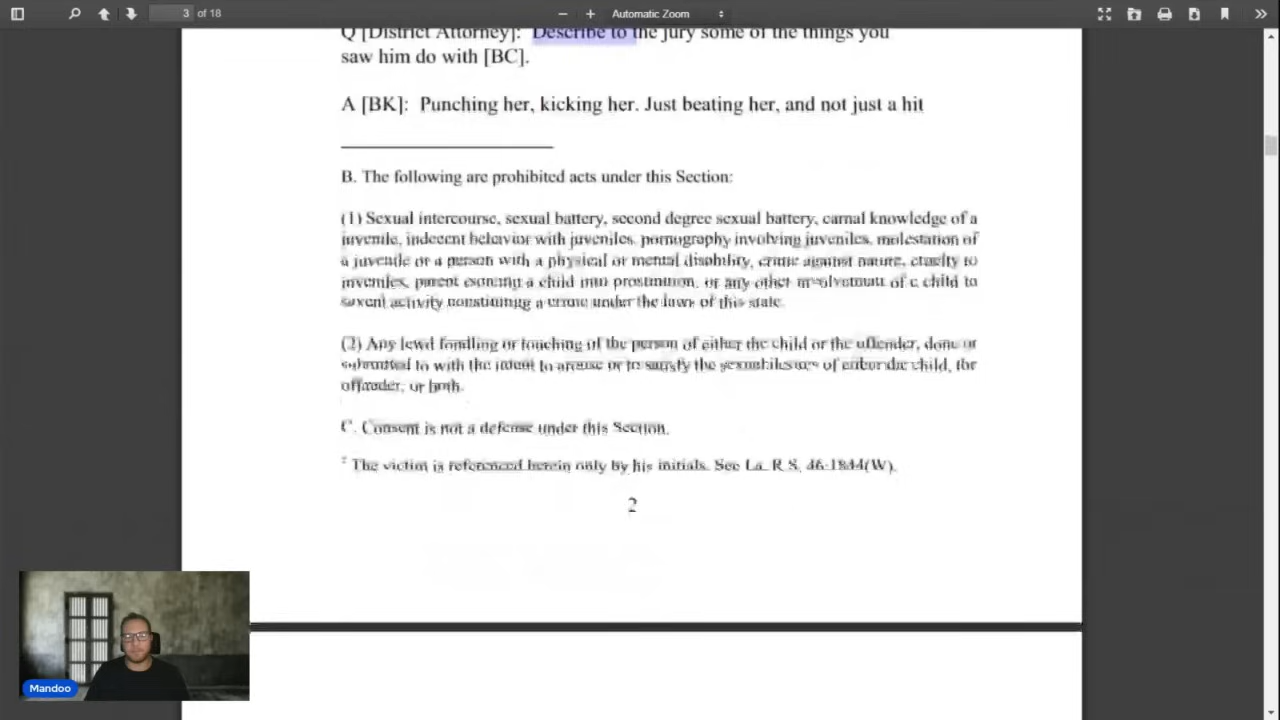 3 of 18
Automatic Zoom
Q [District Attorney]: Describe to the jury some of the things you
saw him do with [BC].
A [BK]: Punching her, kicking her. Just beating her, and not just a hit
B. The following are prohibited acts under this Section:
(1) Sexual intercourse, sexual battery, second degree sexual battery, carnal knowledge of a
juvenile, indecent behavior with juveniles, pornography involving juveniles, molestation of
a juvenile or a person with a physical or mental disability, crime against nature, cruelty to
juveniles, parent a child into prostitution, or any other of a child to
activity constituting a crime under the laws of this state.
(2) Any lewd fondling or touching of the person of either the child or the offender, done or
submitted to with the intent to arouse or to satisfy the of either the child, the
offender, or both.
C. Consent is not a defense under this Section.
The victim is referenced herein only by his initials. See La. R.S. 46:1844(W).
2
Mandoo